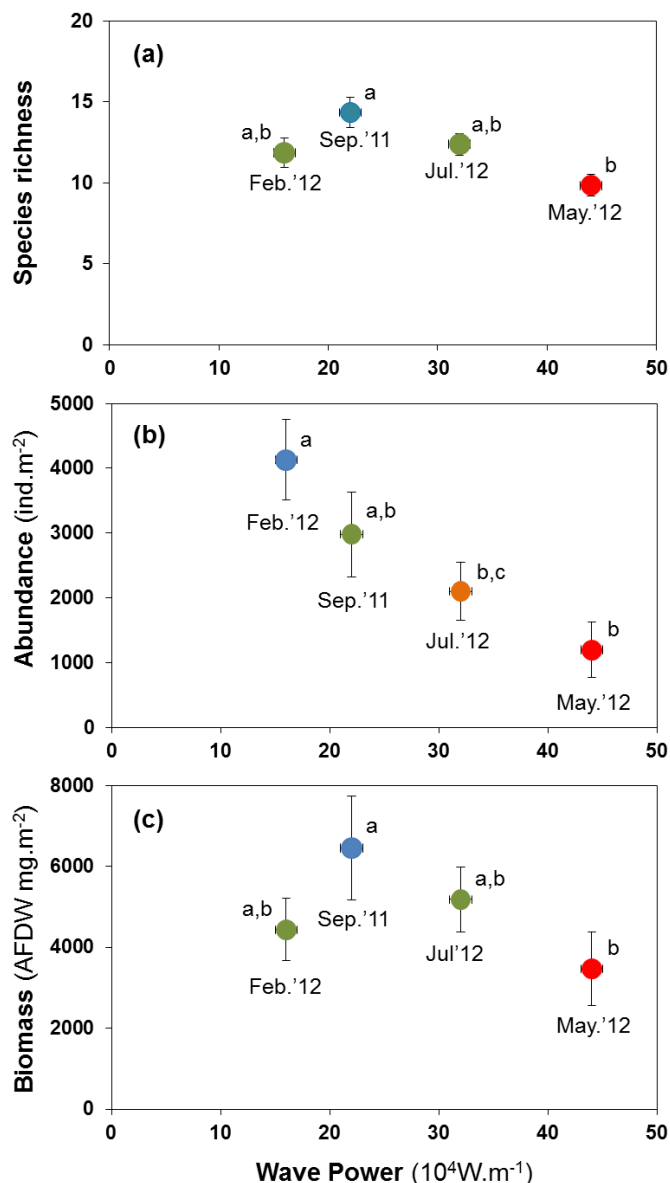 20
(a)
15
a
a,b
a,b
Sep.’11
b
10
Feb.’12
Jul.’12
May.’12
5
0
0 10 20 30 40 50
Species richness
5000
(b)
a
4000
Feb.’12
a,b
3000
Sep.’11
b,c
2000
Jul.’12
b
1000
May.’12
0
0 10 20 30 40 50
Abundance (ind.m-2)
8000
(c)
a
6000
a,b
a,b
Sep.’11
Jul’12
b
4000
Feb.’12
May.’12
2000
0
0 10 20 30 40 50
Biomass (AFDW mg.m-2)
Wave Power (10⁴W.m-1)